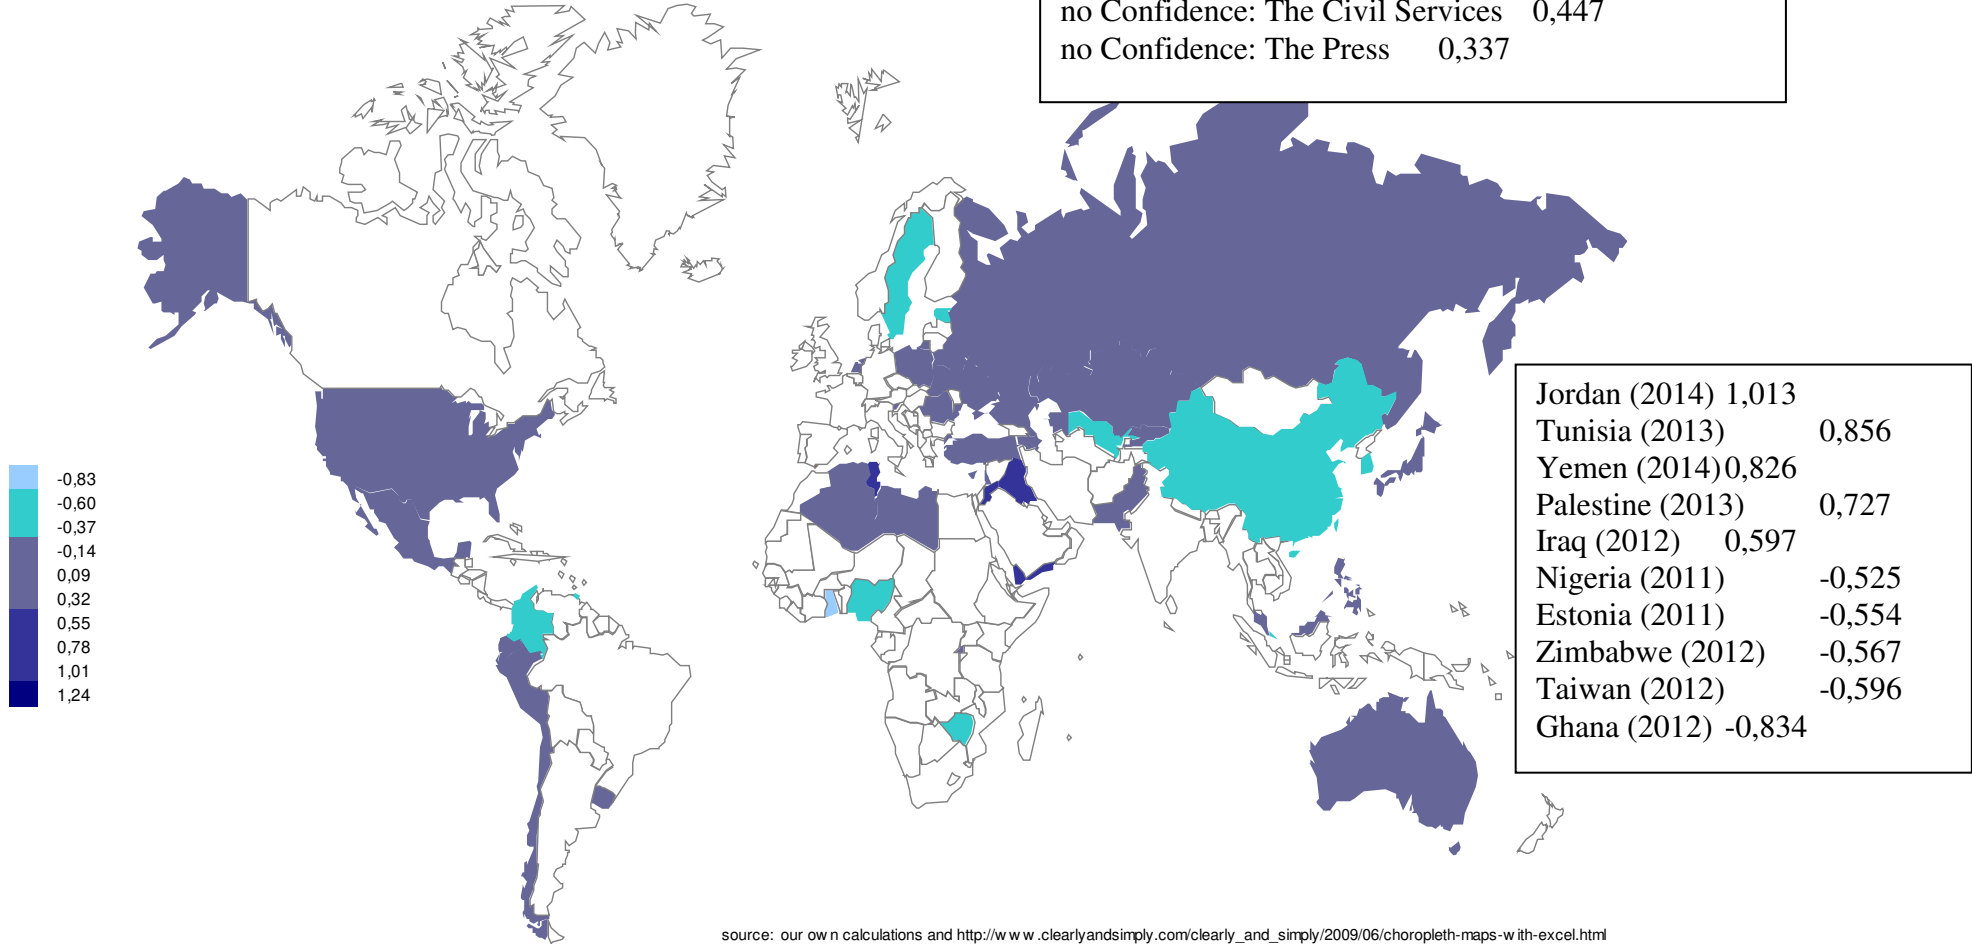 no Confidence: The Civil Services 0,447
no Confidence: The Press 0,337
-0,83
-0,60
-0,37
-0,14
0,09
0,32
0,55
0,78
1,01
1,24
Jordan (2014) 1,013
Tunisia (2013) 0,856
Yemen (2014) 0,826
Palestine (2013) 0,727
Iraq (2012) 0,597
Nigeria (2011) -0,525
Estonia (2011) -0,554
Zimbabwe (2012) -0,567
Taiwan (2012) -0,596
Ghana (2012) -0,834
source: our own calculations and http://www.clearlyandsimply.com/clearly_and_simply/2009/06/choropleth-maps-with-excel.html